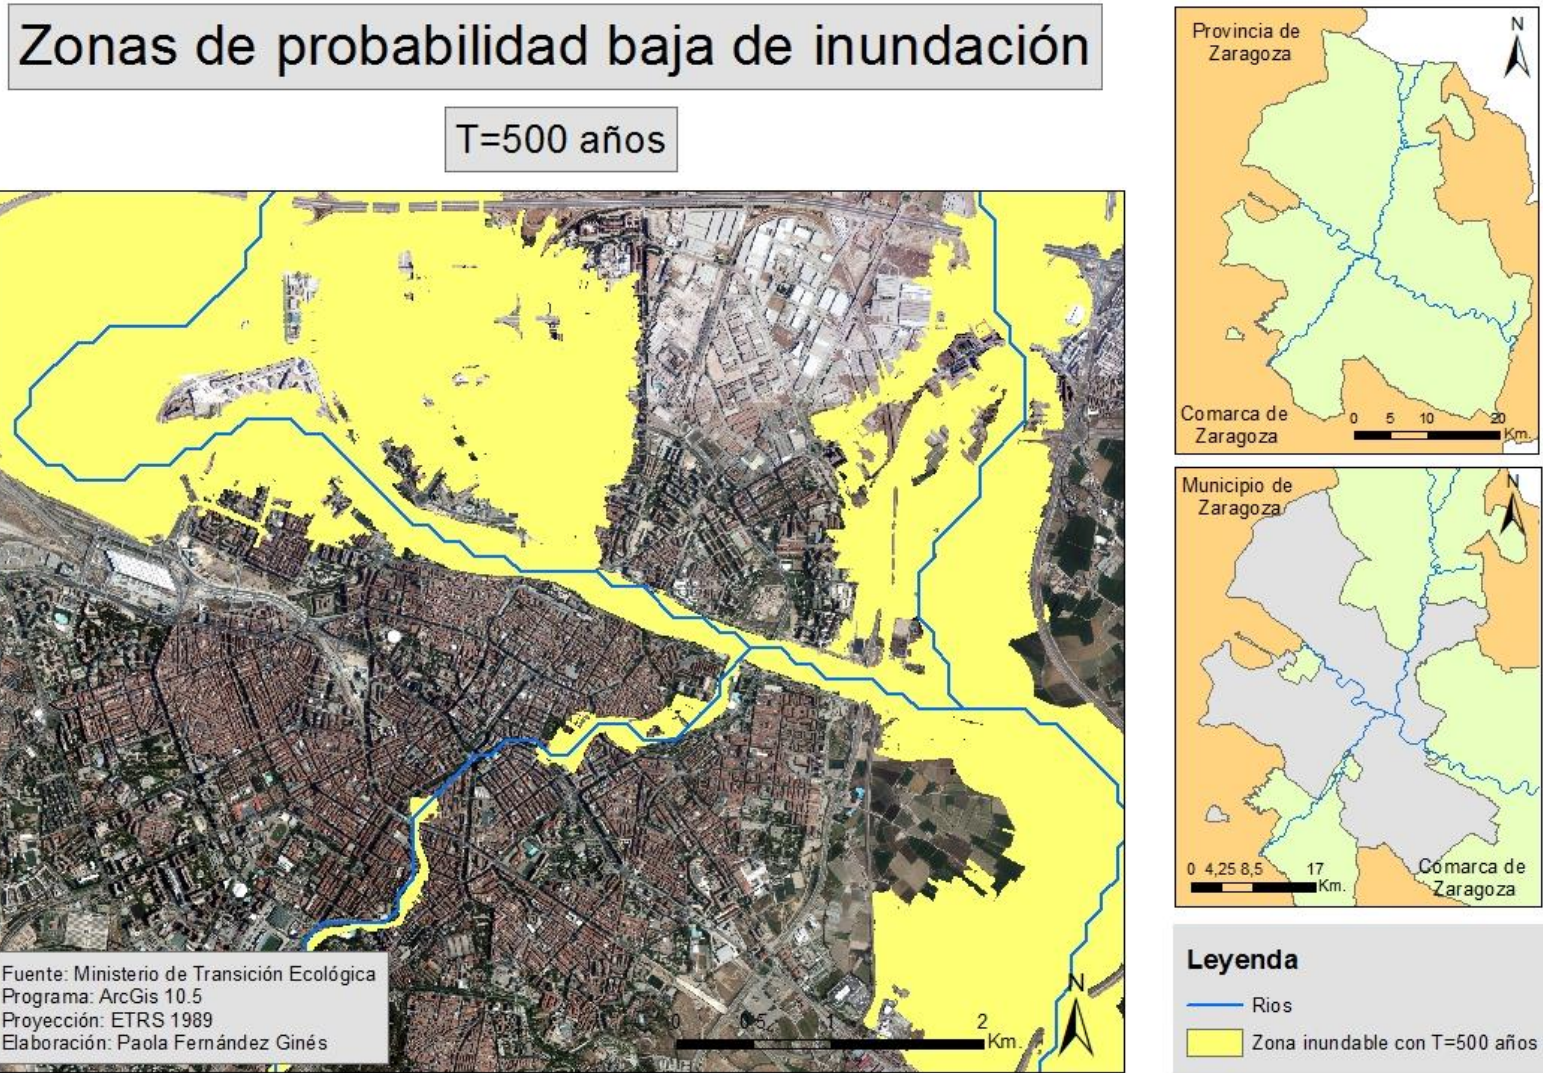 Zonas de probabilidad baja de inundación
T=500 años
N
0 0,5 1 2
Km.
Fuente: Ministerio de Transición Ecológica
Programa: ArcGis 10.5
Proyección: ETRS 1989
Elaboración: Paola Fernández Ginés
Provincia de
Zaragoza
N
Comarca de
Zaragoza
0 5 10 20
Km.
Municipio de
Zaragoza
N
0 4,25 8,5 17
Km.
Comarca de
Zaragoza
Leyenda
Rios
Zona inundable con T=500 años